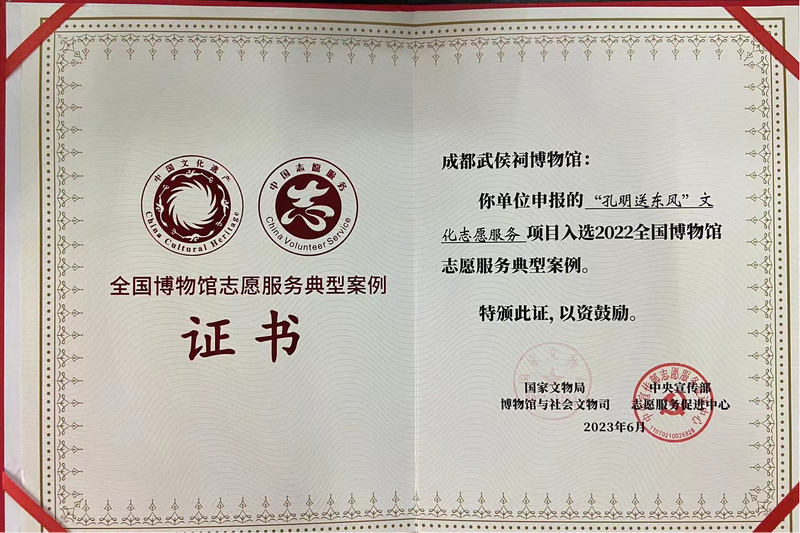 中国文化遗产
China Cultural Heritage
中国志愿服务
志
China Volunteer Service
全国博物馆志愿服务典型案例
证书
成都武侯祠博物馆：
你单位申报的“孔明送东风”文
化志愿服务项目入选2022全国博物馆
志愿服务典型案例。
特颁此证，以资鼓励。
国家文物局
博物馆与社会文物司
中央宣传部
志愿服务促进中心
2023年6月